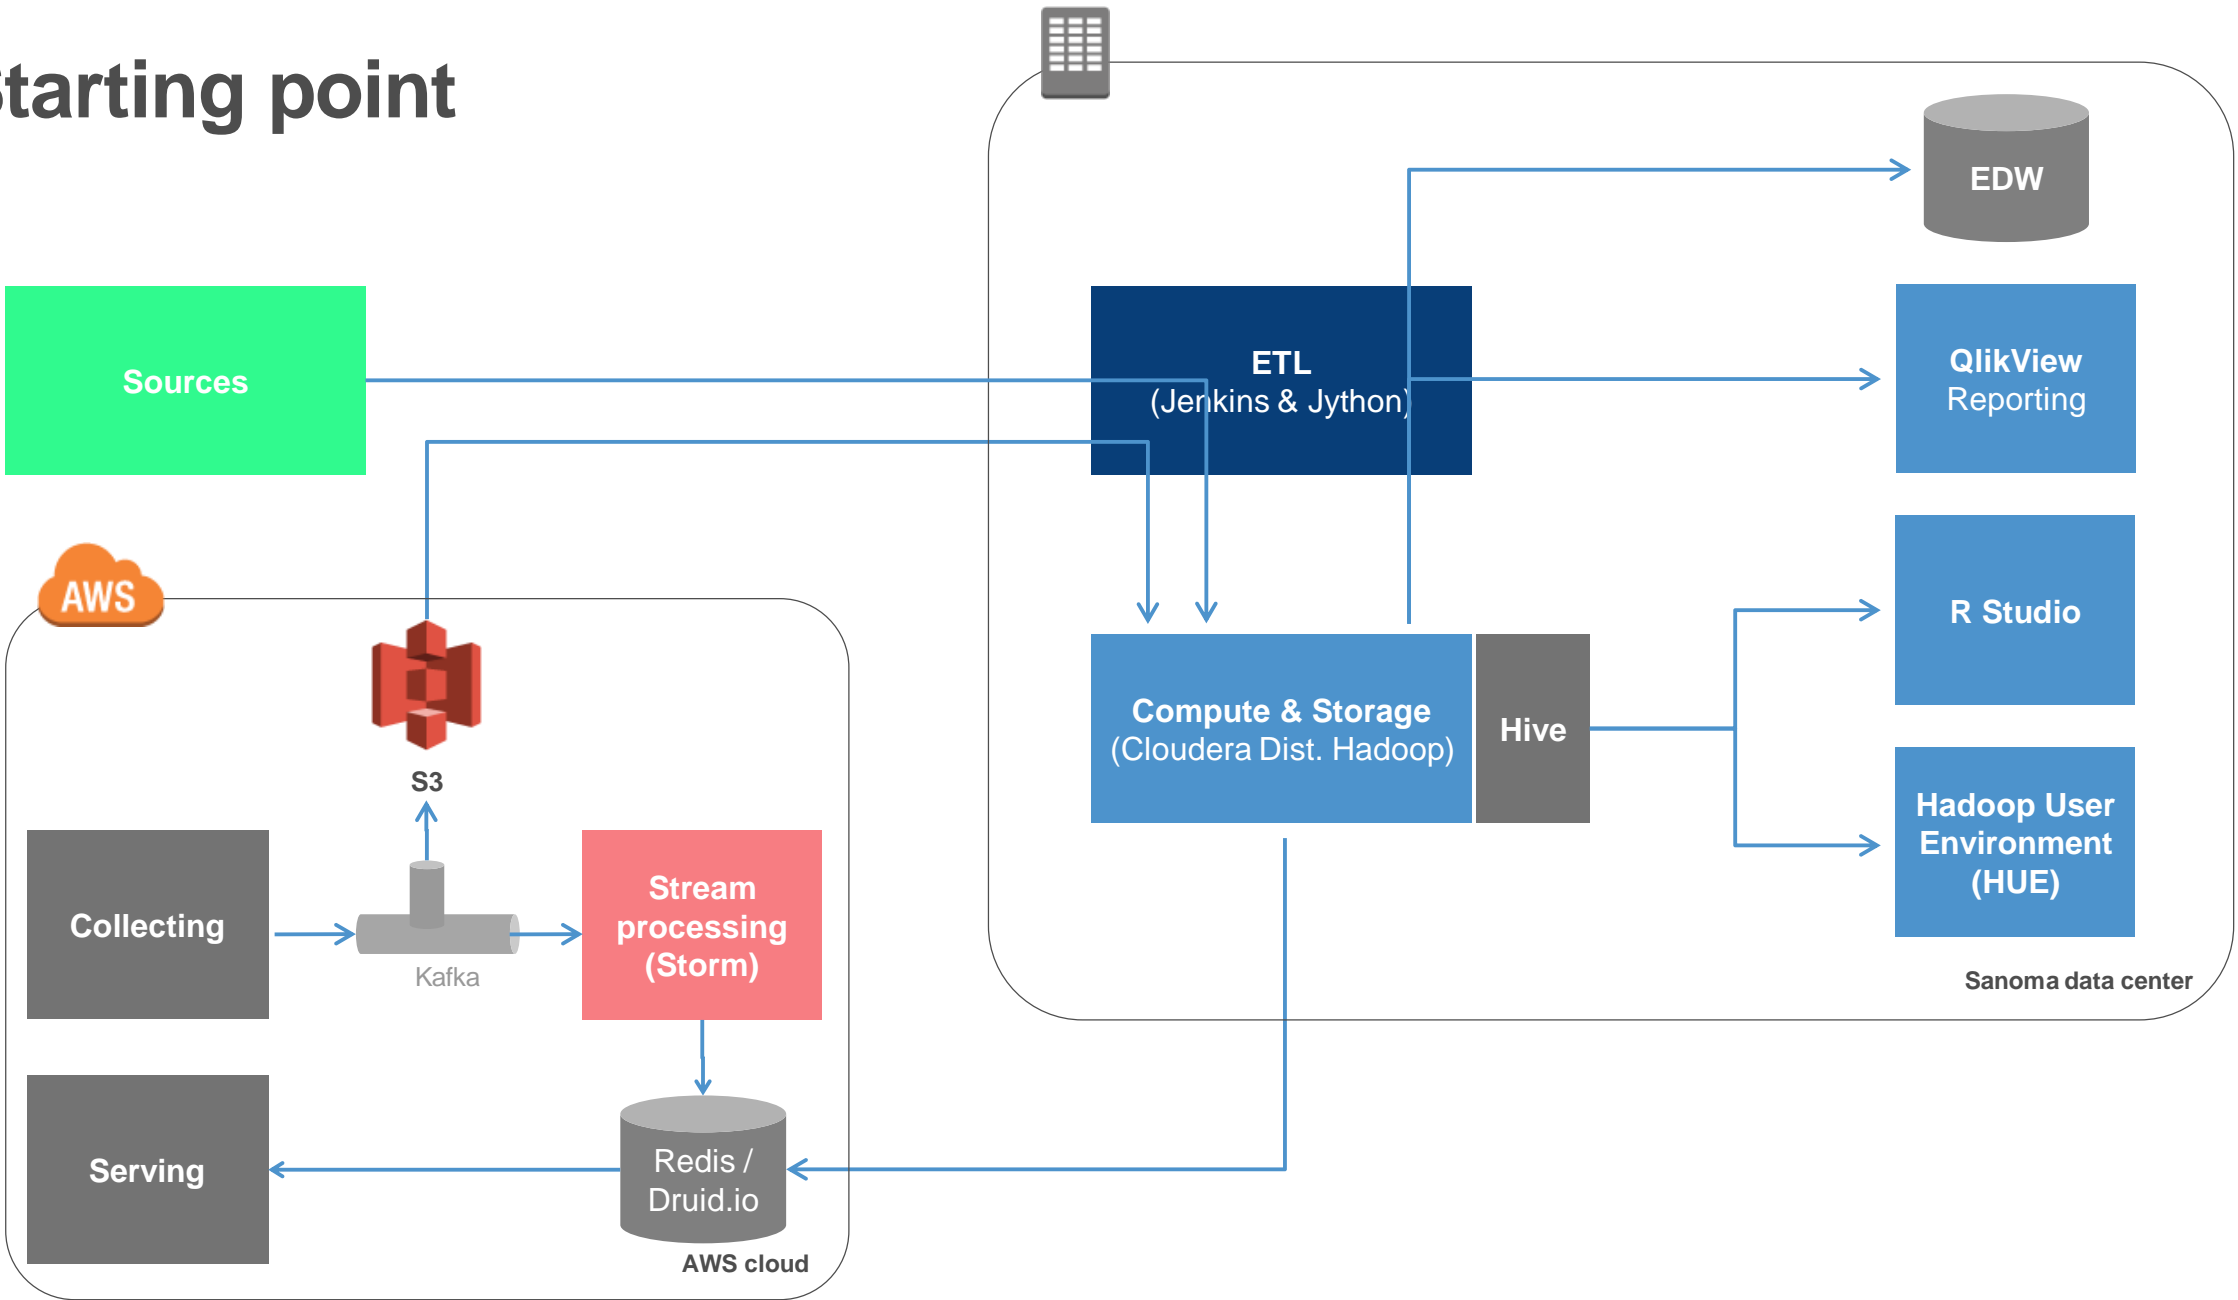 Starting point
EDW
Sources
ETL
(Jenkins & Jython)
QlikView
Reporting
AWS
R Studio
S3
Compute & Storage
(Cloudera Dist. Hadoop)
Hive
Hadoop User
Environment
(HUE)
Collecting
Kafka
Stream
processing
(Storm)
Sanoma data center
Serving
Redis /
Druid.io
AWS cloud